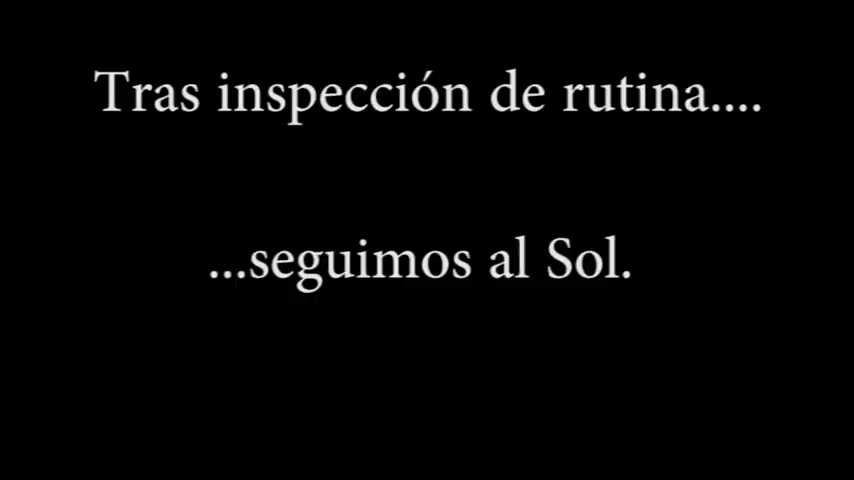 Tras inspección de rutina....
...seguimos al Sol.